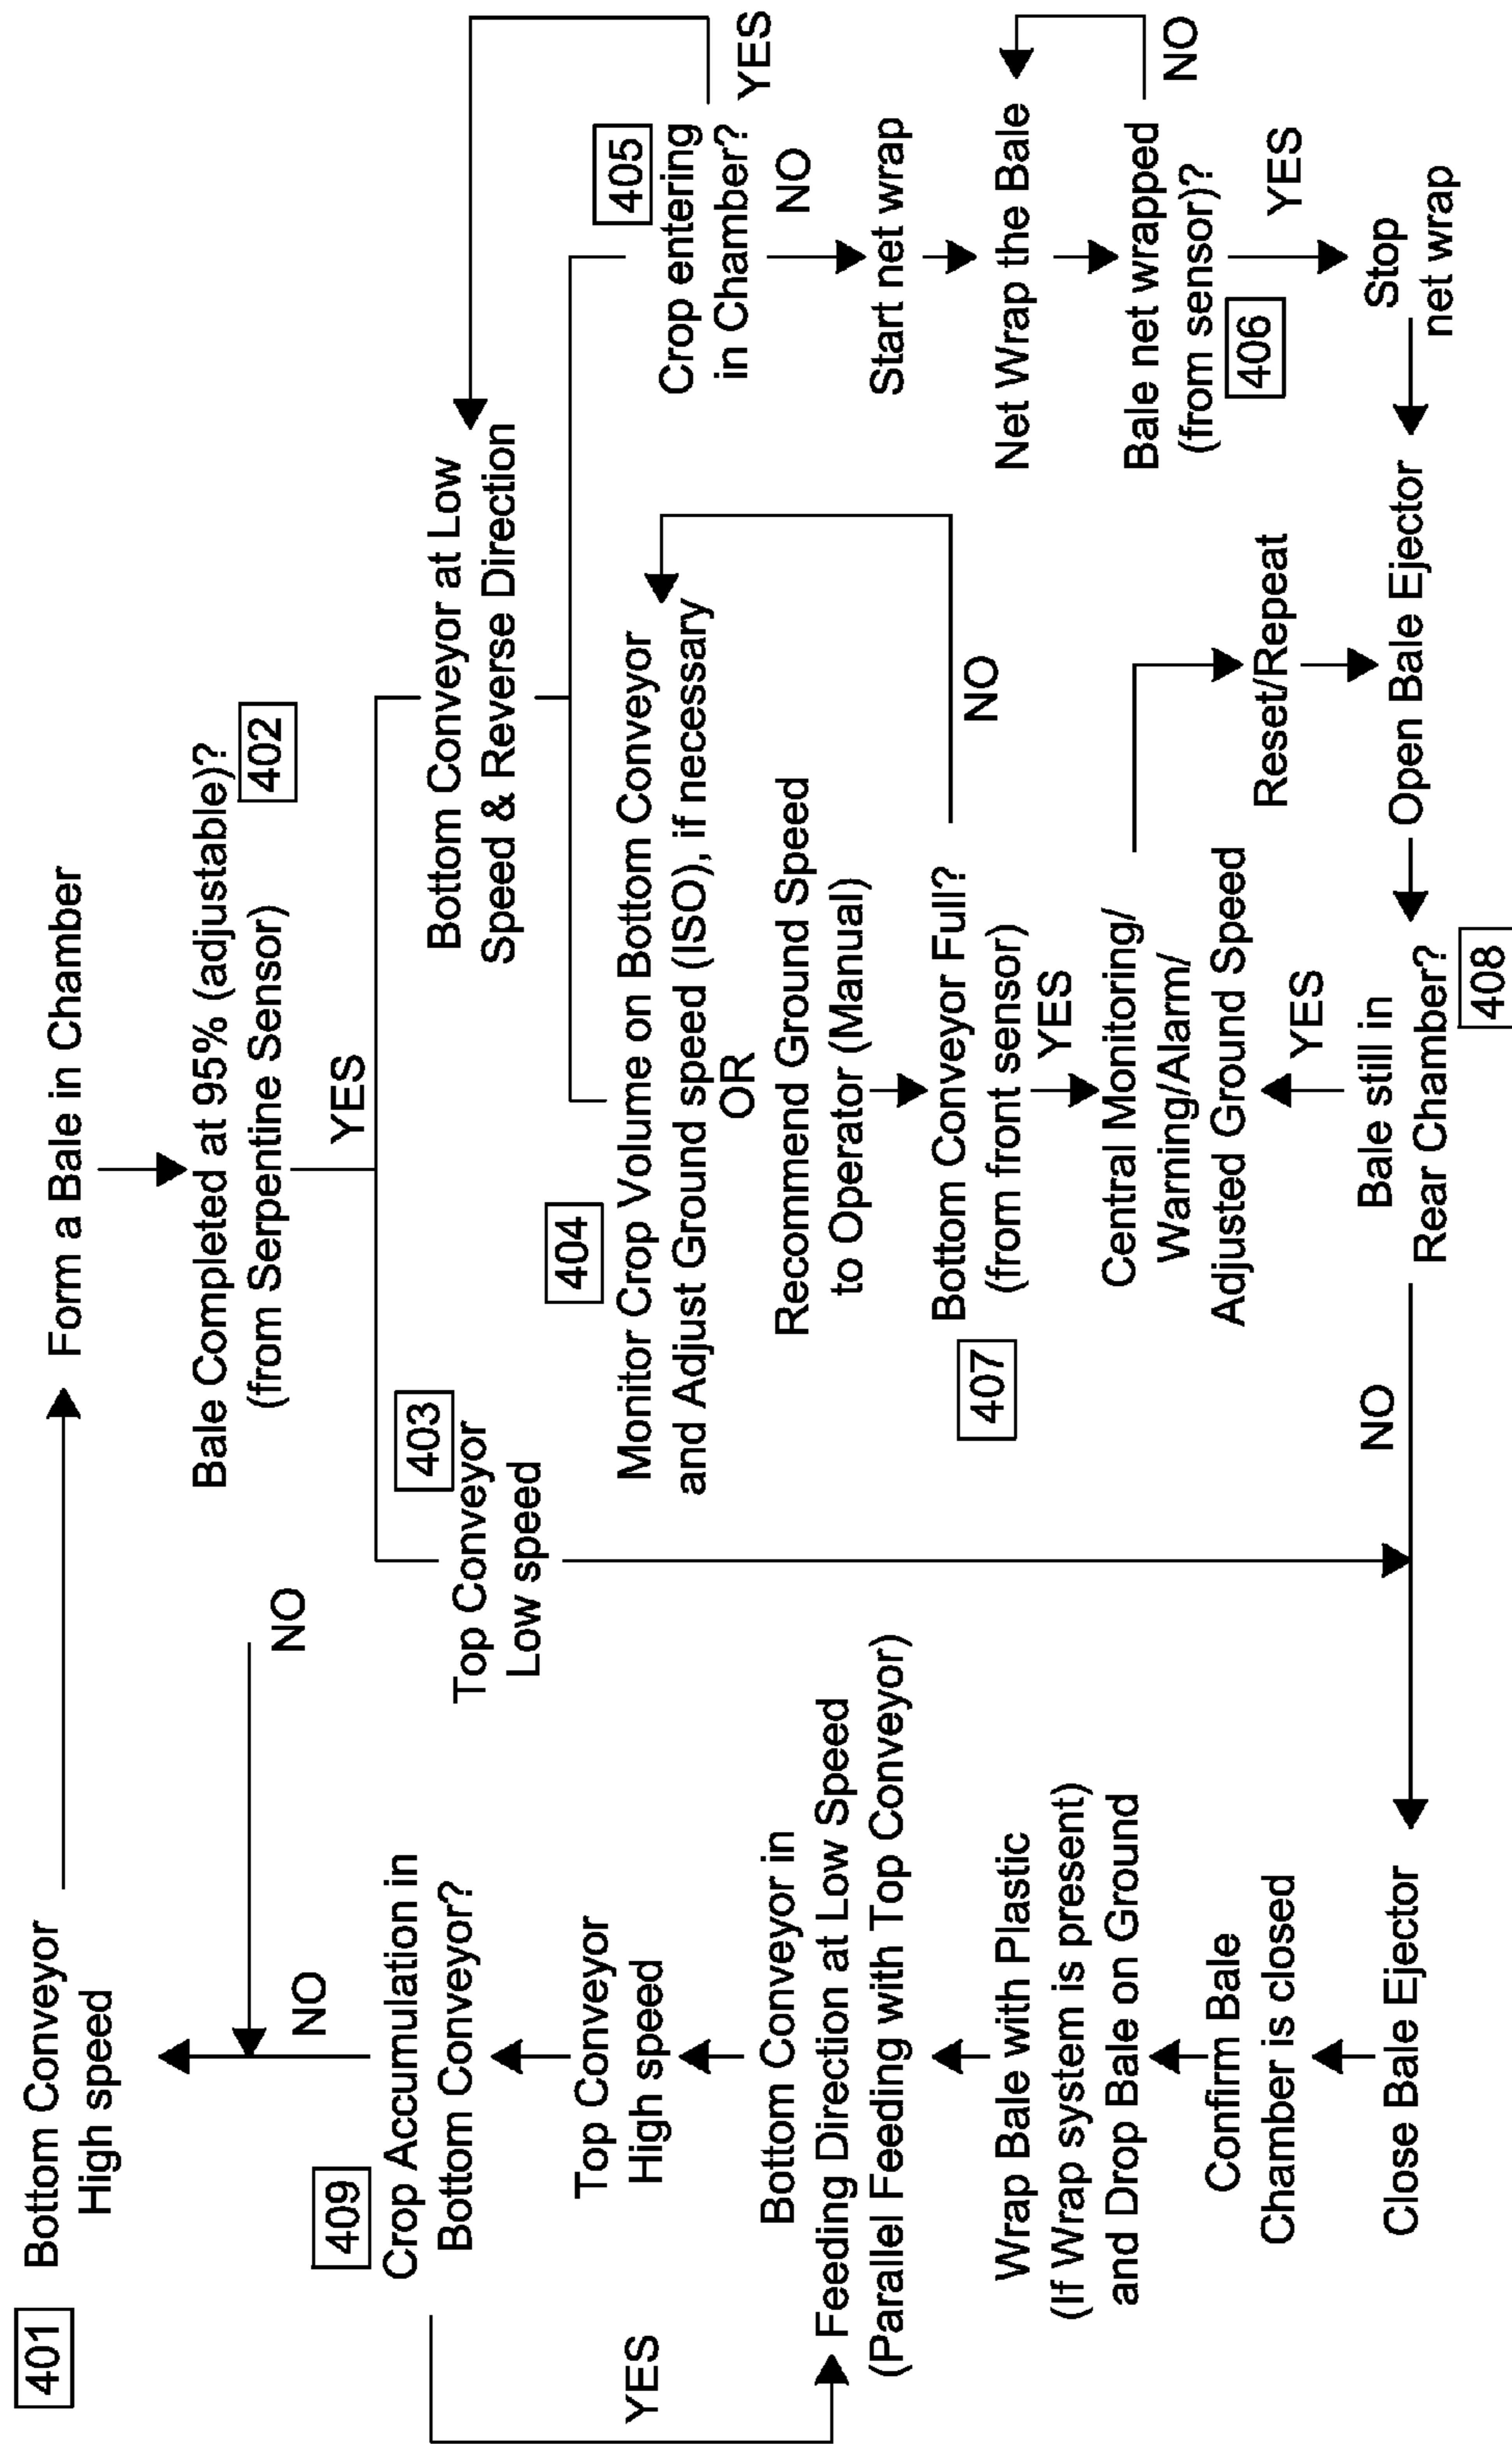 401
Bottom Conveyor
High speed
Form a Bale in Chamber
Bale Completed at 95% (adjustable)?
(from Serpentine Sensor)
402
YES
NO
403
Top Conveyor
Low speed
Bottom Conveyor at Low
Speed & Reverse Direction
404
Monitor Crop Volume on Bottom Conveyor
and Adjust Ground speed (ISO), if necessary
OR
Recommend Ground Speed
to Operator (Manual)
407
Bottom Conveyor Full?
(from front sensor)
NO
YES
Central Monitoring/
Warning/Alarm/
Adjusted Ground Speed
Reset/Repeat
405
Crop entering
in Chamber?
YES
NO
Start net wrap
Net Wrap the Bale
Bale net wrapped
(from sensor)?
406
NO
YES
Stop
net wrap
Open Bale Ejector
Bale still in
Rear Chamber?
408
YES
NO
Close Bale Ejector
Confirm Bale
Chamber is closed
Wrap Bale with Plastic
(If Wrap system is present)
and Drop Bale on Ground
Bottom Conveyor in
Feeding Direction at Low Speed
(Parallel Feeding with Top Conveyor)
Top Conveyor
High speed
409
Crop Accumulation in
Bottom Conveyor?
YES
NO